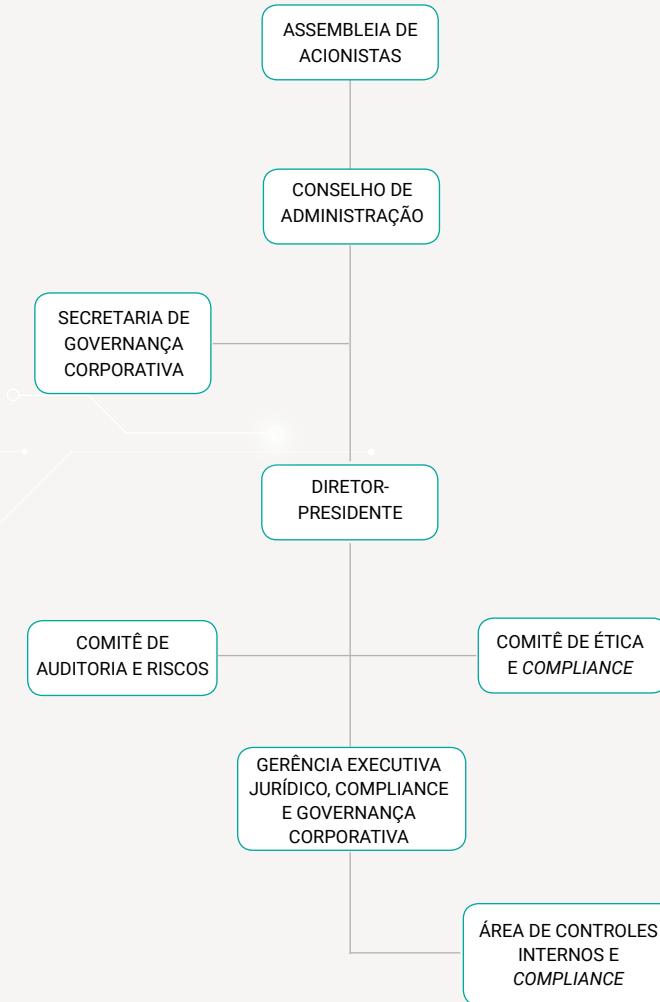 ASSEMBLEIA DE
ACIONISTAS
CONSELHO DE
ADMINISTRAÇÃO
SECRETARIA DE
GOVERNANÇA
CORPORATIVA
DIRETOR-
PRESIDENTE
COMITÊ DE
AUDITORIA E RISCOS
COMITÊ DE ÉTICA
E COMPLIANCE
GERÊNCIA EXECUTIVA
JURÍDICO, COMPLIANCE
E GOVERNANÇA
CORPORATIVA
ÁREA DE CONTROLES
INTERNOS E
COMPLIANCE